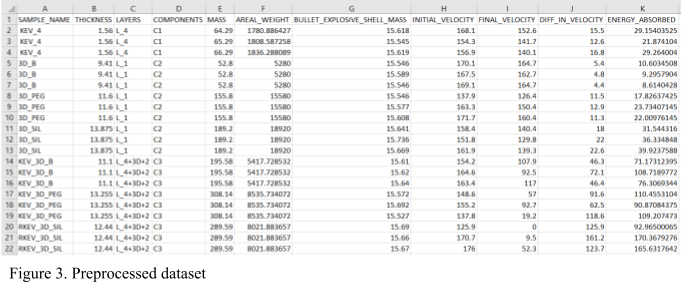 A B C D E F G H I J K
1 SAMPLE_NAME THICKNESS LAYERS COMPONENTS MASS AREAL_WEIGHT BULLET_EXPLOSIVE_SHELL_MASS INITIAL_VELOCITY FINAL_VELOCITY DIFF_IN_VELOCITY ENERGY_ABSORBED
2 KEV_4 1.56 L_4 C1 64.29 1780.886427 15.618 168.1 152.6 15.5 29.15403525
3 KEV_4 1.56 L_4 C1 65.29 1808.587258 15.545 154.3 141.7 12.6 21.874104
4 KEV_4 1.56 L_4 C1 66.29 1836.288089 15.619 156.9 140.1 16.8 29.264004
5 3D_B 9.41 L_1 C2 52.8 5280 15.546 170.1 164.7 5.4 10.6034508
6 3D_B 9.41 L_1 C2 52.8 5280 15.589 167.5 162.7 4.8 9.2957904
7 3D_B 9.41 L_1 C2 52.8 5280 15.546 169.1 164.7 4.4 8.6140428
8 3D_PEG 11.6 L_1 C2 155.8 15580 15.546 137.9 126.4 11.5 17.82637425
9 3D_PEG 11.6 L_1 C2 155.8 15580 15.577 163.3 150.4 12.9 23.73407145
10 3D_PEG 11.6 L_1 C2 155.8 15580 15.608 171.7 160.4 11.3 22.00976145
11 3D_SIL 13.875 L_1 C2 189.2 18920 15.641 158.4 140.4 18 31.544316
12 3D_SIL 13.875 L_1 C2 189.2 18920 15.736 151.8 129.8 22 36.334848
13 3D_SIL 13.875 L_1 C2 189.2 18920 15.669 161.9 139.3 22.6 39.9237588
14 KEV_3D_B 11.1 L_4+3D+2 C3 195.58 5417.728532 15.61 154.2 107.9 46.3 71.17312395
15 KEV_3D_B 11.1 L_4+3D+2 C3 195.58 5417.728532 15.62 164.6 92.5 72.1 108.7189772
16 KEV_3D_B 11.1 L_4+3D+2 C3 195.58 5417.728532 15.64 163.4 117 46.4 76.3069344
17 KEV_3D_PEG 13.255 L_4+3D+2 C3 308.14 8535.734072 15.572 148.6 57 91.6 110.4553104
18 KEV_3D_PEG 13.255 L_4+3D+2 C3 308.14 8535.734072 15.692 155.2 92.7 62.5 90.87084375
19 KEV_3D_PEG 13.255 L_4+3D+2 C3 308.14 8535.734072 15.527 137.8 19.2 118.6 109.207473
20 RKEV_3D_SIL 12.44 L_4+3D+2 C3 289.59 8021.883657 15.69 125.9 0 125.9 92.96500065
21 RKEV_3D_SIL 12.44 L_4+3D+2 C3 289.59 8021.883657 15.66 170.7 9.5 161.2 170.3679276
22 RKEV_3D_SIL 12.44 L_4+3D+2 C3 289.59 8021.883657 15.67 176 52.3 123.7 165.6317642
Figure 3. Preprocessed dataset